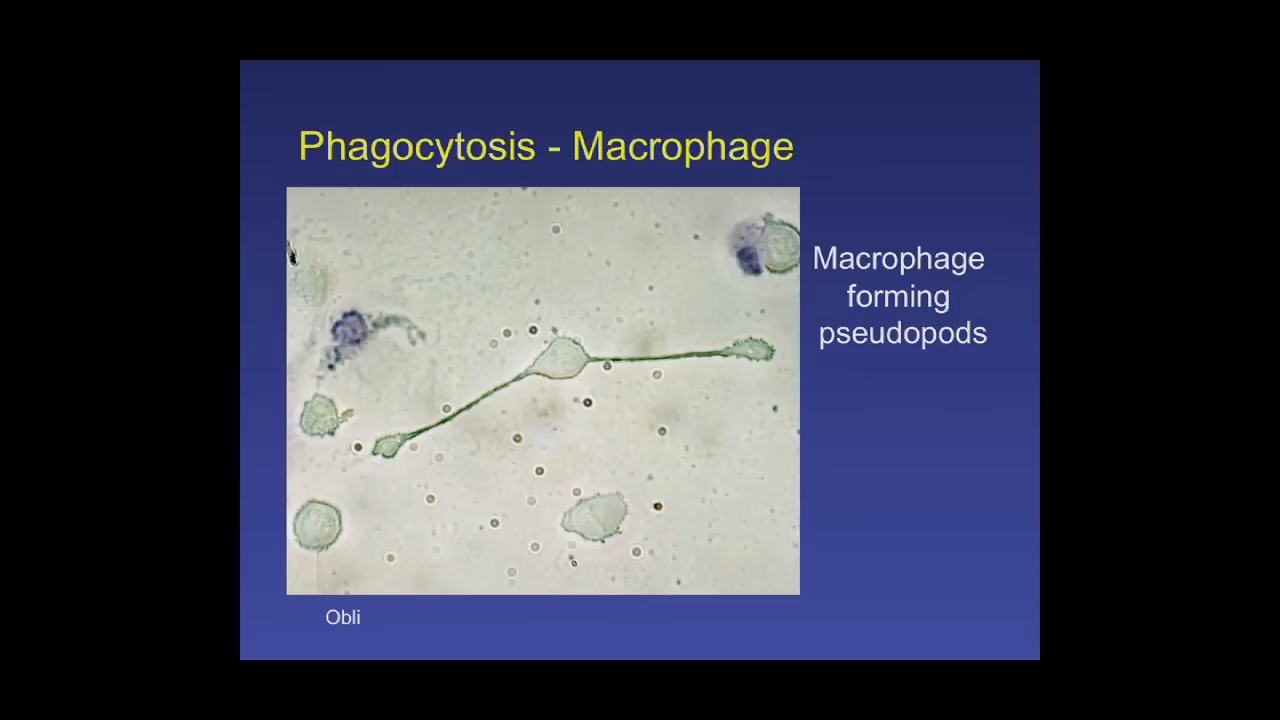 Phagocytosis - Macrophage
Macrophage
forming
pseudopods
Obli